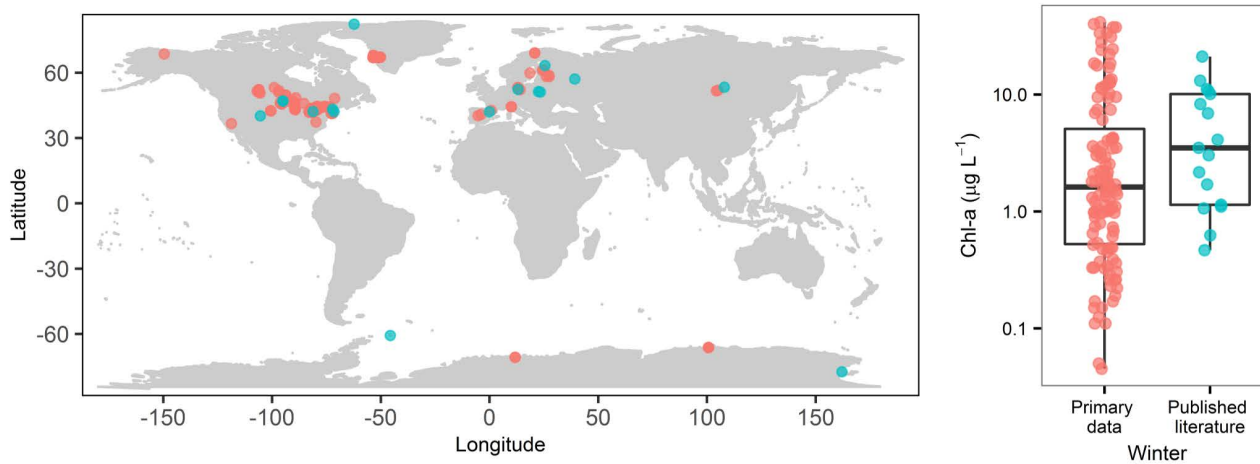 Latitude
60
30
0
-30
-60
-150
-100
-50
0
50
100
150
Longitude
Chl-a (μg L⁻¹)
10.0
1.0
0.1
Primary
data
Published
literature
Winter